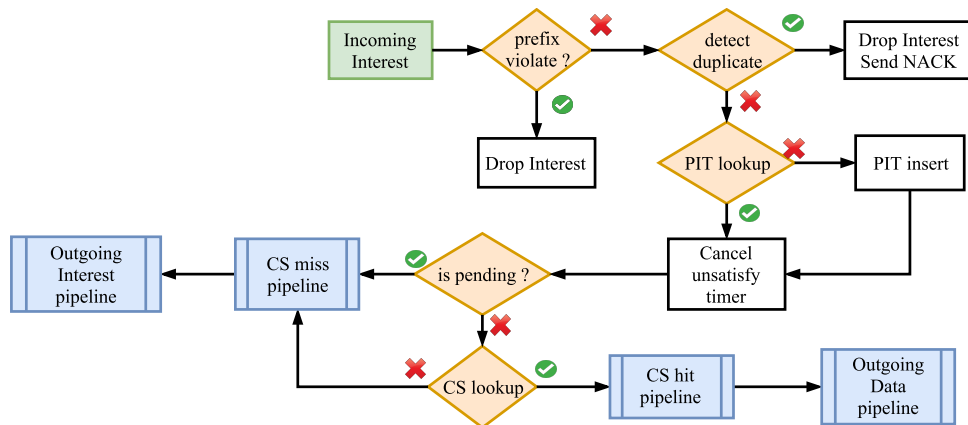 Incoming
Interest
prefix
violate ?
detect
duplicate
Drop Interest
Send NACK
Drop Interest
PIT lookup
PIT insert
Outgoing
Interest
pipeline
CS miss
pipeline
is pending ?
Cancel
unsatisfy
timer
CS lookup
CS hit
pipeline
Outgoing
Data
pipeline